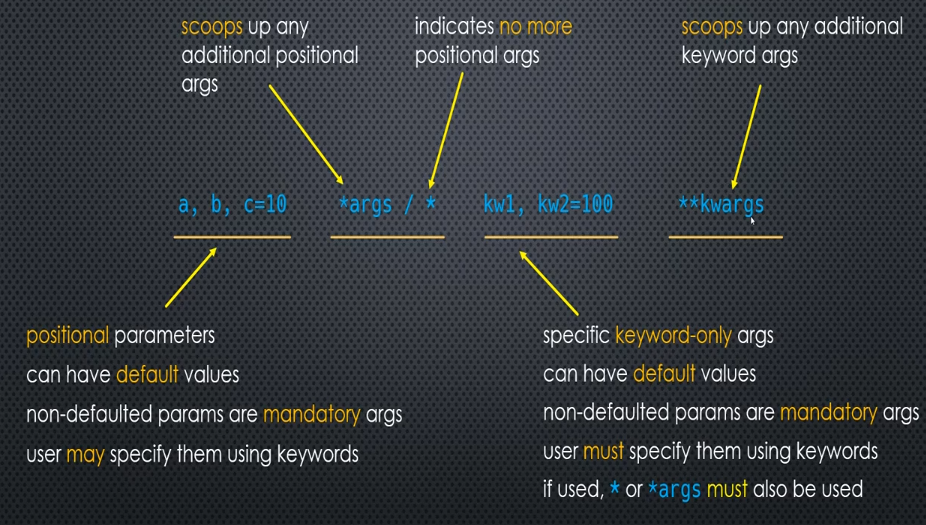 scoops up any
additional positional
args
indicates no more
positional args
scoops up any additional
keyword args
a, b, c=10
*args / *
kw1, kw2=100
**kwargs
positional parameters
can have default values
non-defaulted params are mandatory args
user may specify them using keywords
specific keyword-only args
can have default values
non-defaulted params are mandatory args
user must specify them using keywords
if used, * or *args must also be used